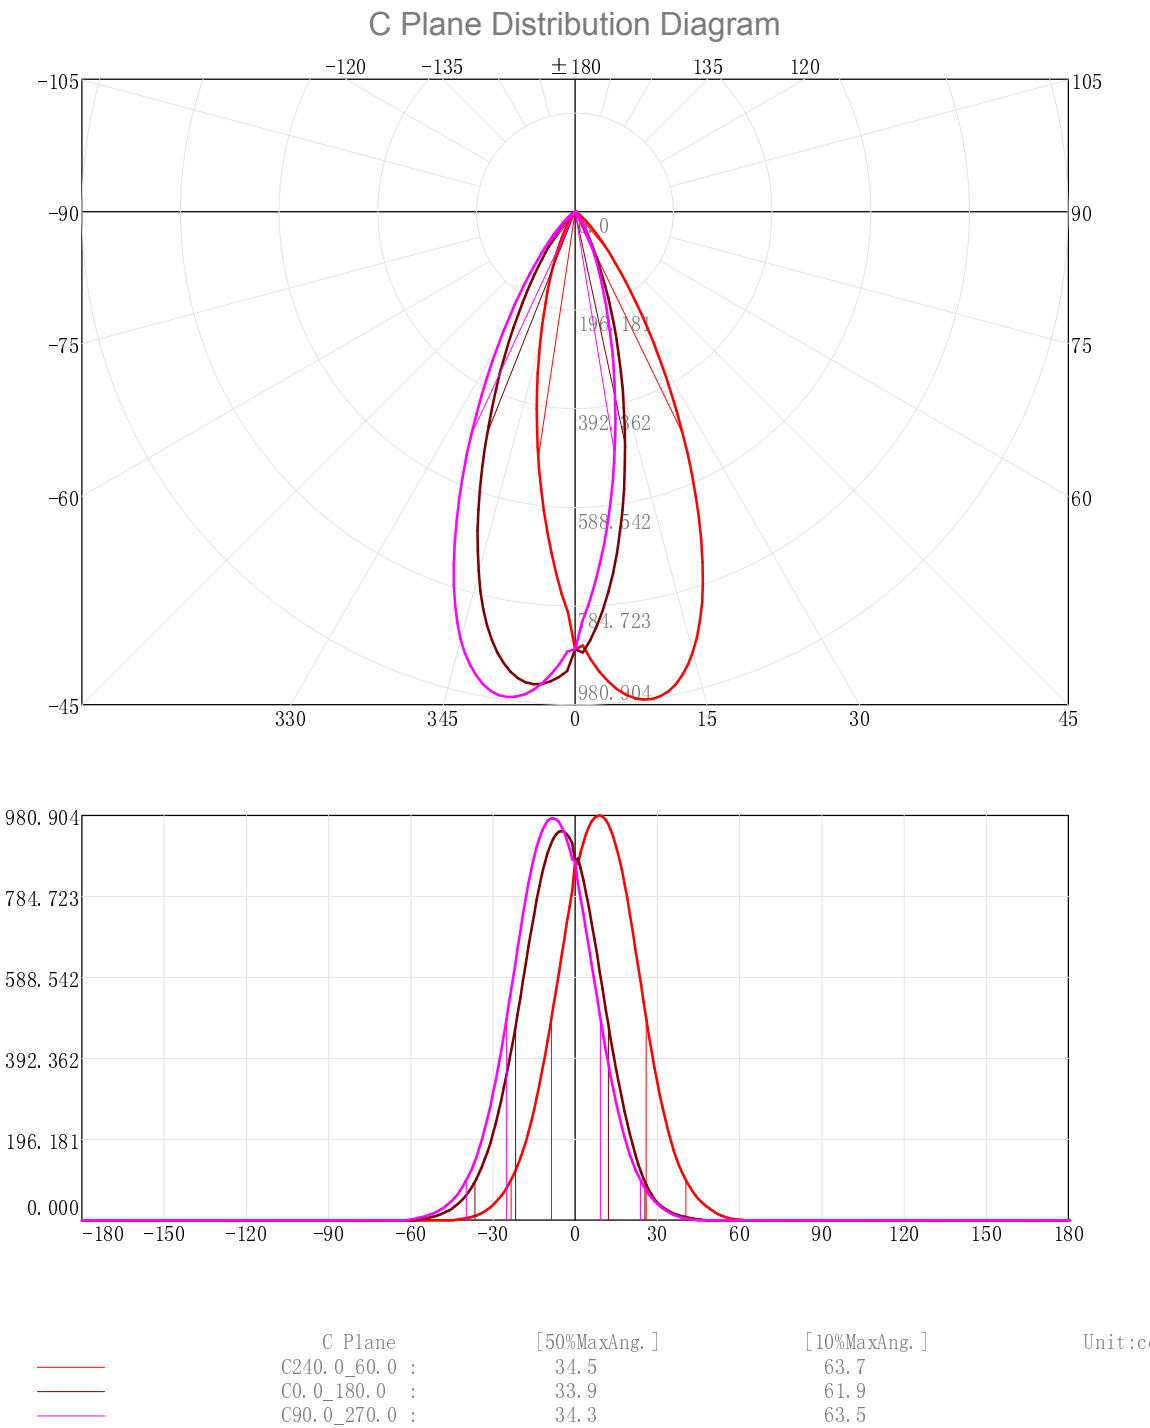 C Plane Distribution Diagram
-120 -135 ±180 135 120
-105 105
-90 90
0
196.181
-75 75
392.362
-60 60
588.542
784.723
980.904
-45
330 345 0 15 30 45
980.904
784.723
588.542
392.362
196.181
0.000
-180 -150 -120 -90 -60 -30 0 30 60 90 120 150 180
C Plane [50%MaxAng.] [10%MaxAng.]
C240.0_60.0 : 34.5 63.7
C0.0_180.0 : 33.9 61.9
C90.0_270.0 : 34.3 63.5